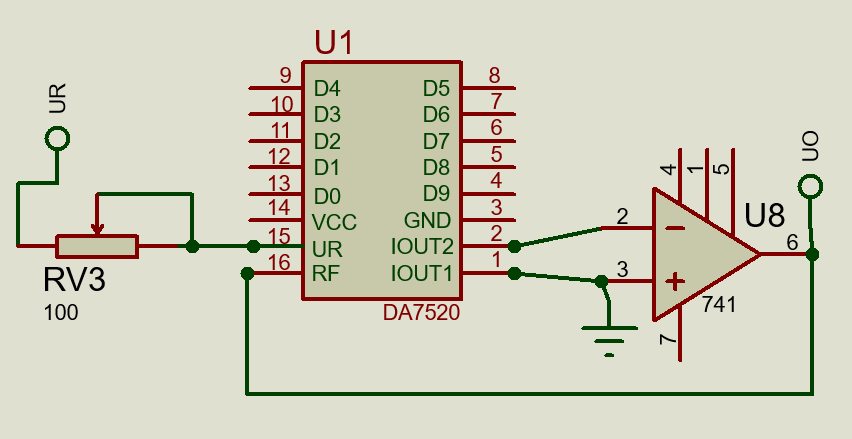 U1
UR
9 D4 D5 8
10 D3 D6 7
11 D2 D7 6
12 D1 D8 5
13 D0 D9 4
14 VCC GND 3
15 UR IOUT2 2
16 RF IOUT1 1
DA7520
RV3
100
4 1 5
2
3
7
U8
741
6
UO